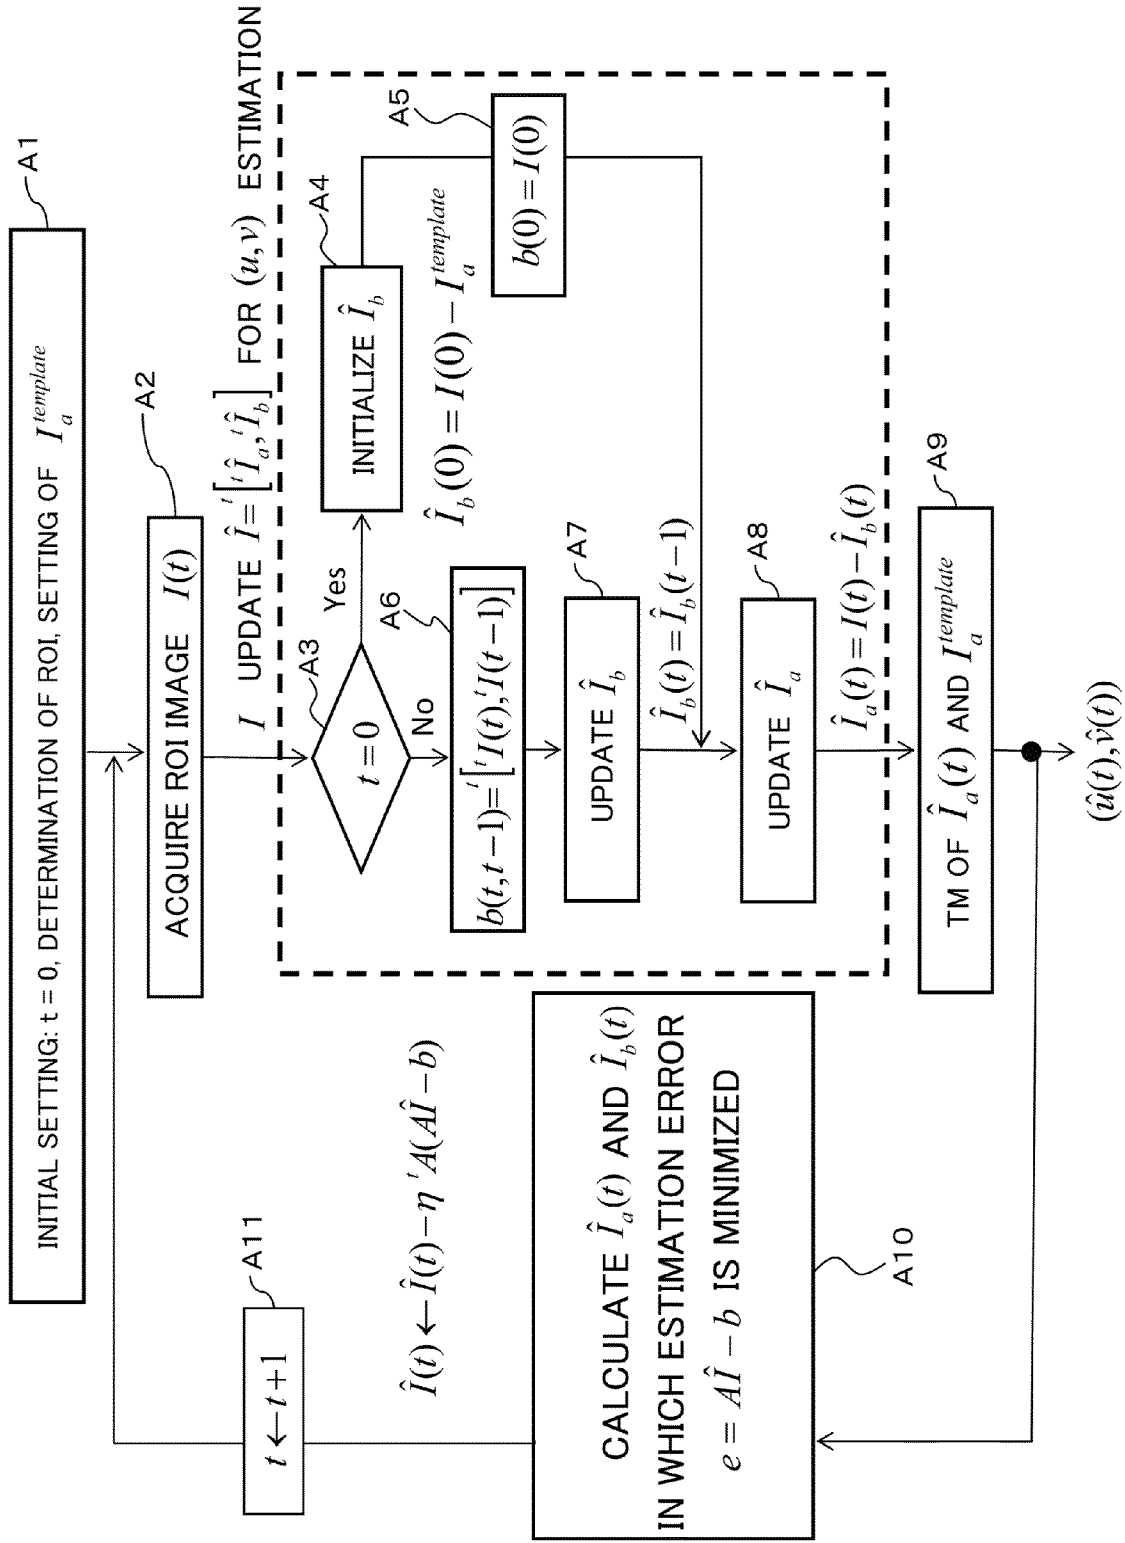 A1
INITIAL SETTING: t = 0, DETERMINATION OF ROI, SETTING OF I_a^{template}
A2
ACQUIRE ROI IMAGE I(t)
I
UPDATE Î = ^t[^tÎ_a, ^tÎ_b] FOR (u,v) ESTIMATION
A3
t = 0
Yes
No
A4
INITIALIZE Î_b
Î_b(0) = I(0) − I_a^{template}
A5
b(0) = I(0)
A6
b(t,t−1) = ^t[^tI(t), ^tI(t−1)]
A7
UPDATE Î_b
Î_b(t) = Î_b(t−1)
A8
UPDATE Î_a
Î_a(t) = I(t) − Î_b(t)
A9
TM OF Î_a(t) AND I_a^{template}
(û(t), v̂(t))
CALCULATE Î_a(t) AND Î_b(t)
IN WHICH ESTIMATION ERROR
e = AÎ − b IS MINIMIZED
A10
Î(t) ← Î(t) − η ^tA(AÎ − b)
A11
t ← t+1